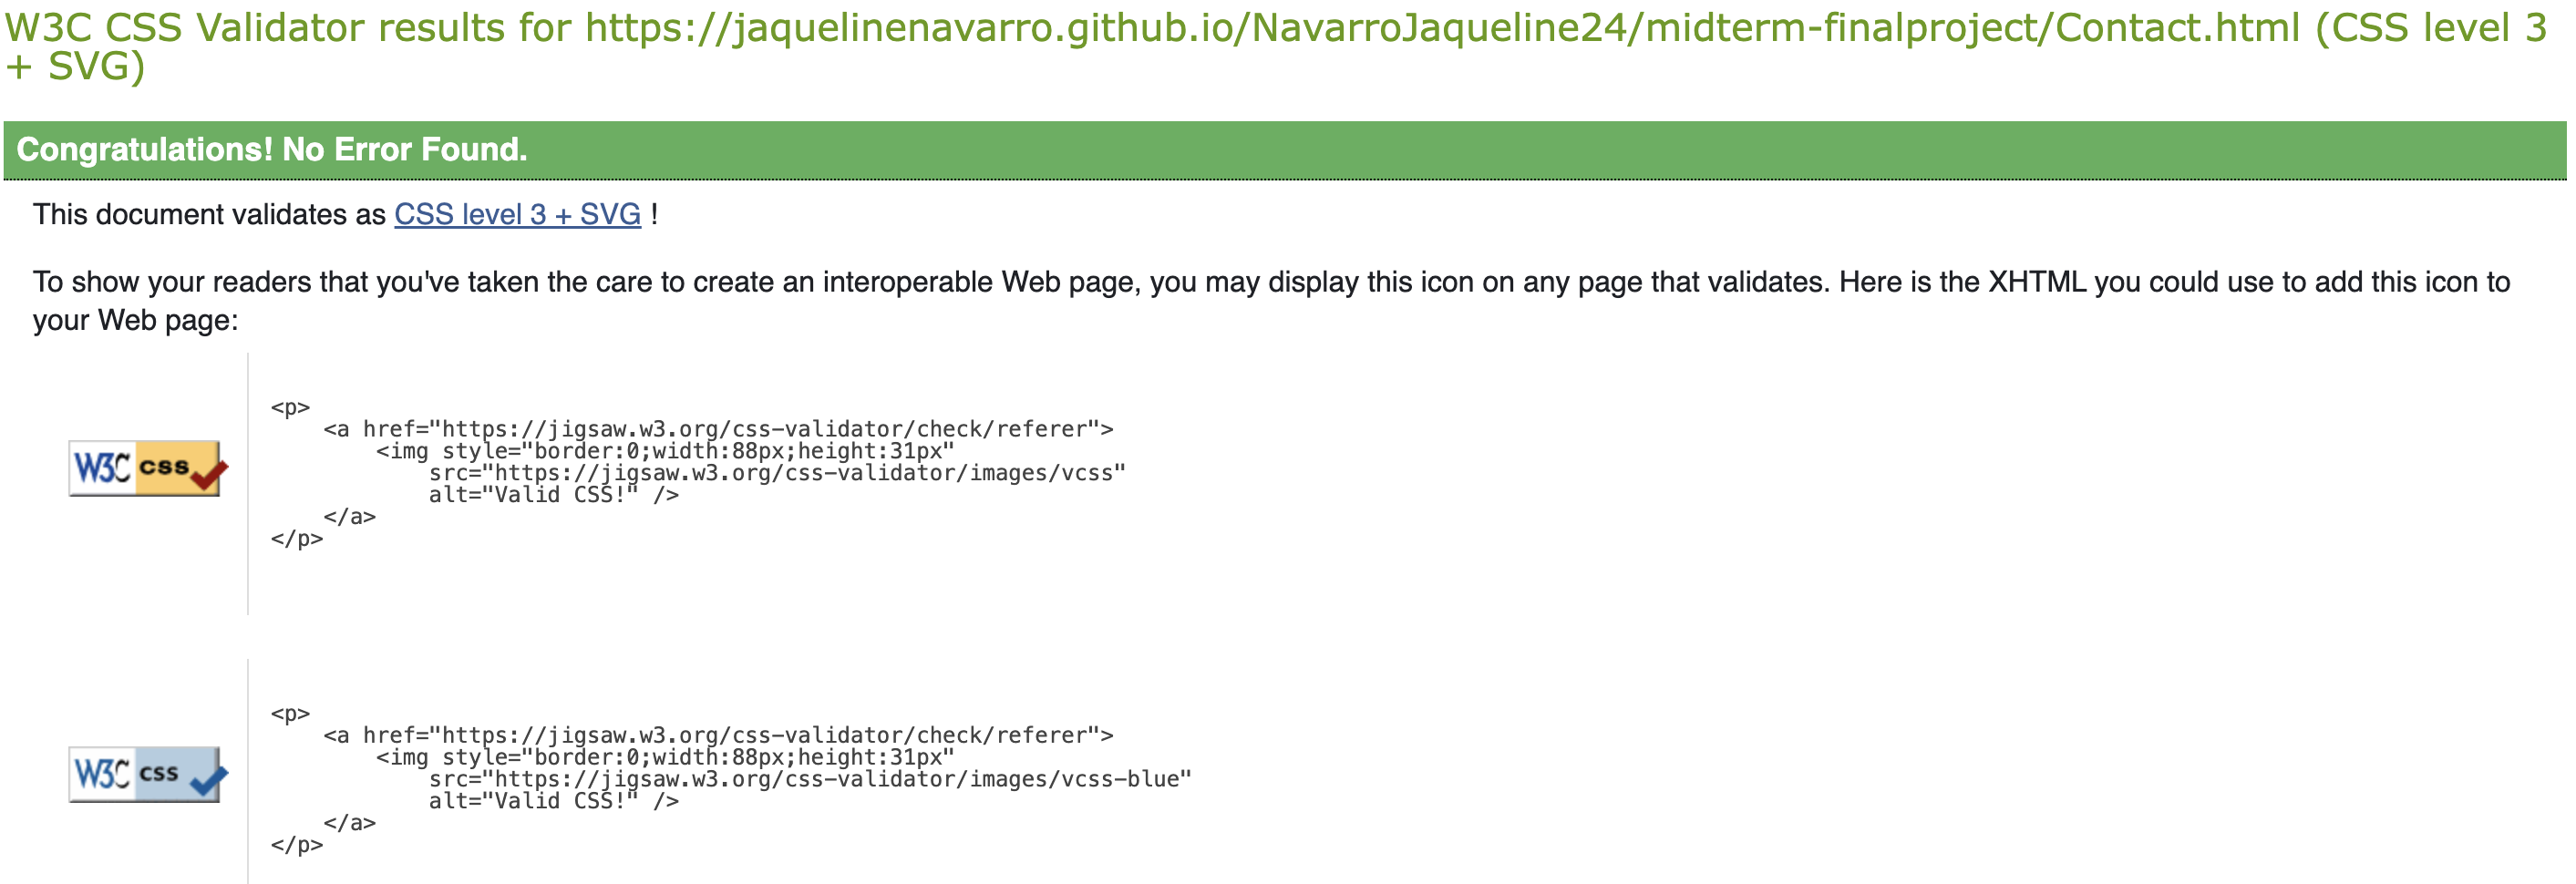 W3C CSS Validator results for https://jaquelinenavarro.github.io/NavarroJaqueline24/midterm-finalproject/Contact.html (CSS level 3
+ SVG)
Congratulations! No Error Found.
This document validates as CSS level 3 + SVG !
To show your readers that you've taken the care to create an interoperable Web page, you may display this icon on any page that validates. Here is the XHTML you could use to add this icon to
your Web page:
W3C css
<p>
    <a href="https://jigsaw.w3.org/css-validator/check/referer">
        <img style="border:0;width:88px;height:31px"
            src="https://jigsaw.w3.org/css-validator/images/vcss"
            alt="Valid CSS!" />
    </a>
</p>
W3C css
<p>
    <a href="https://jigsaw.w3.org/css-validator/check/referer">
        <img style="border:0;width:88px;height:31px"
            src="https://jigsaw.w3.org/css-validator/images/vcss-blue"
            alt="Valid CSS!" />
    </a>
</p>